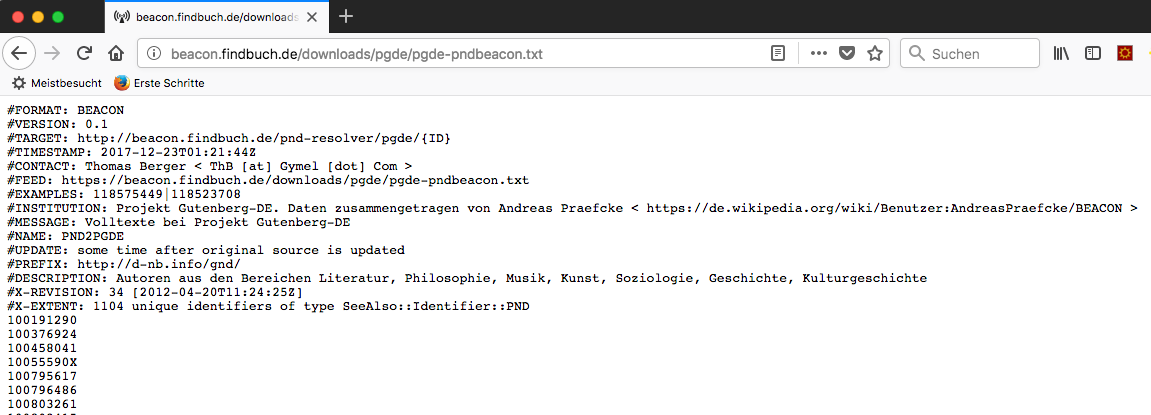 beacon.findbuch.de/downloads
beacon.findbuch.de/downloads/pgde/pgde-pndbeacon.txt
Suchen
Meistbesucht
Erste Schritte
#FORMAT: BEACON
#VERSION: 0.1
#TARGET: http://beacon.findbuch.de/pnd-resolver/pgde/{ID}
#TIMESTAMP: 2017-12-23T01:21:44Z
#CONTACT: Thomas Berger < ThB [at] Gymel [dot] Com >
#FEED: https://beacon.findbuch.de/downloads/pgde/pgde-pndbeacon.txt
#EXAMPLES: 118575449|118523708
#INSTITUTION: Projekt Gutenberg-DE. Daten zusammengetragen von Andreas Praefcke < https://de.wikipedia.org/wiki/Benutzer:AndreasPraefcke/BEACON >
#MESSAGE: Volltexte bei Projekt Gutenberg-DE
#NAME: PND2PGDE
#UPDATE: some time after original source is updated
#PREFIX: http://d-nb.info/gnd/
#DESCRIPTION: Autoren aus den Bereichen Literatur, Philosophie, Musik, Kunst, Soziologie, Geschichte, Kulturgeschichte
#X-REVISION: 34 [2012-04-20T11:24:25Z]
#X-EXTENT: 1104 unique identifiers of type SeeAlso::Identifier::PND
100191290
100376924
100458041
10055590X
100795617
100796486
100803261